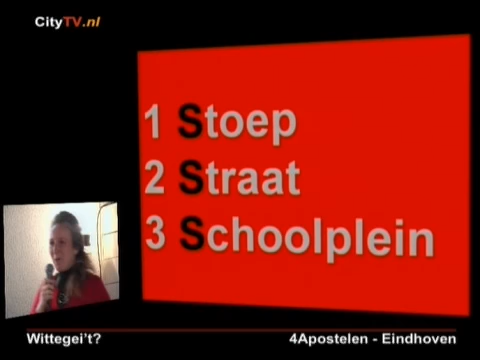 CityTV.nl
1 Stoep
2 Straat
3 Schoolplein
Wittegei't?
4Apostelen - Eindhoven